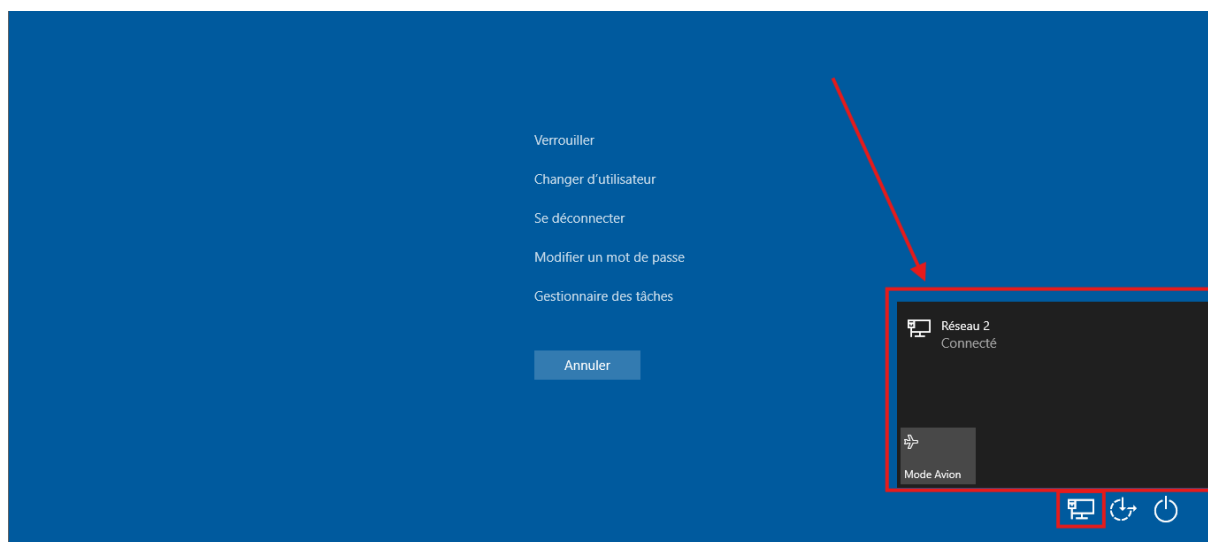 Verrouiller
Changer d'utilisateur
Se déconnecter
Modifier un mot de passe
Gestionnaire des tâches
Annuler
Réseau 2
Connecté
Mode Avion